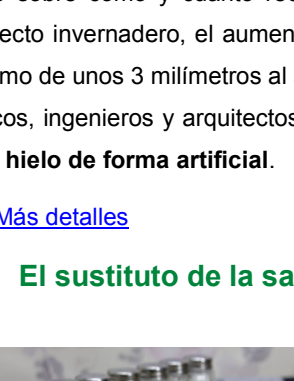 ecto invernadero, el aumen
mo de unos 3 milímetros al
cos, ingenieros y arquitectos
hielo de forma artificial.
Más detalles
El sustituto de la sa